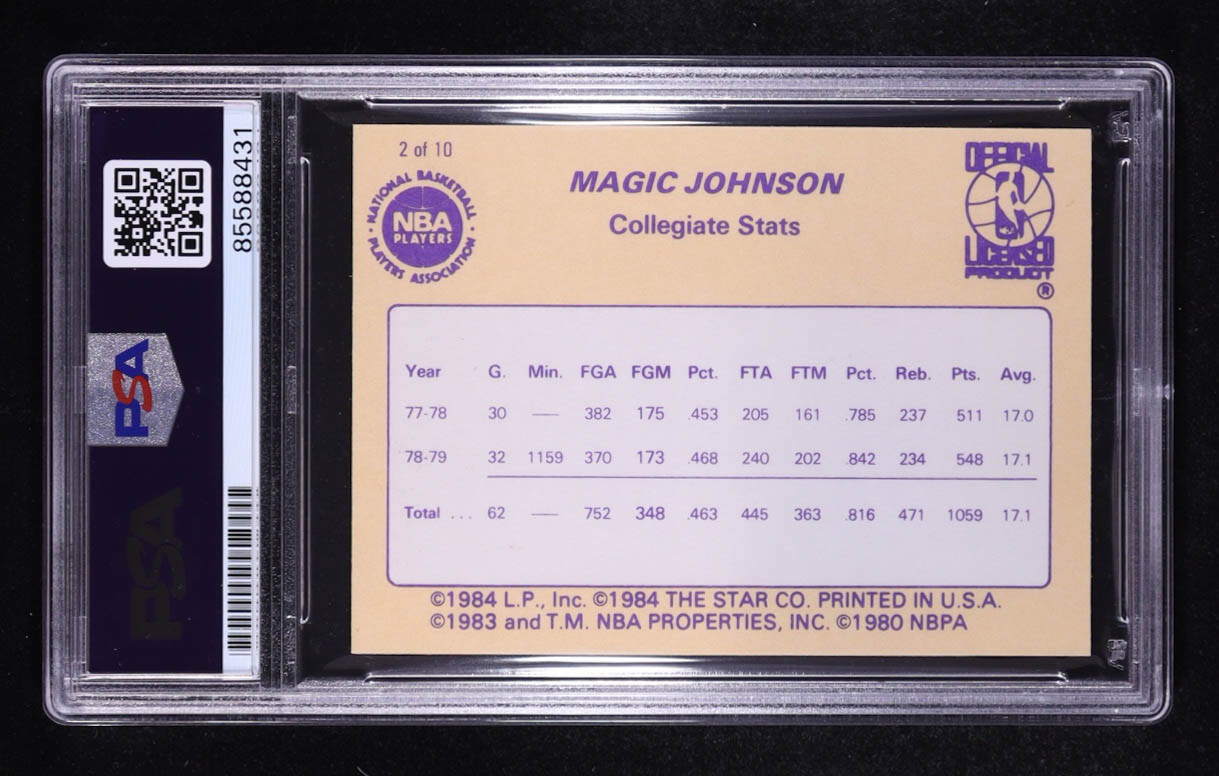 2 of 10
NATIONAL BASKETBALL
NBA
PLAYERS
PLAYERS ASSOCIATION
MAGIC JOHNSON
Collegiate Stats
OFFICIAL
LICENSED
PRODUCT
®
Year G. Min. FGA FGM Pct. FTA FTM Pct. Reb. Pts. Avg.
77-78 30 — 382 175 .453 205 161 .785 237 511 17.0
78-79 32 1159 370 173 .468 240 202 .842 234 548 17.1
Total ... 62 — 752 348 .463 445 363 .816 471 1059 17.1
©1984 L.P., Inc. ©1984 THE STAR CO. PRINTED IN U.S.A.
©1983 and T.M. NBA PROPERTIES, INC. ©1980 NBPA
85588431
PSA
PSA